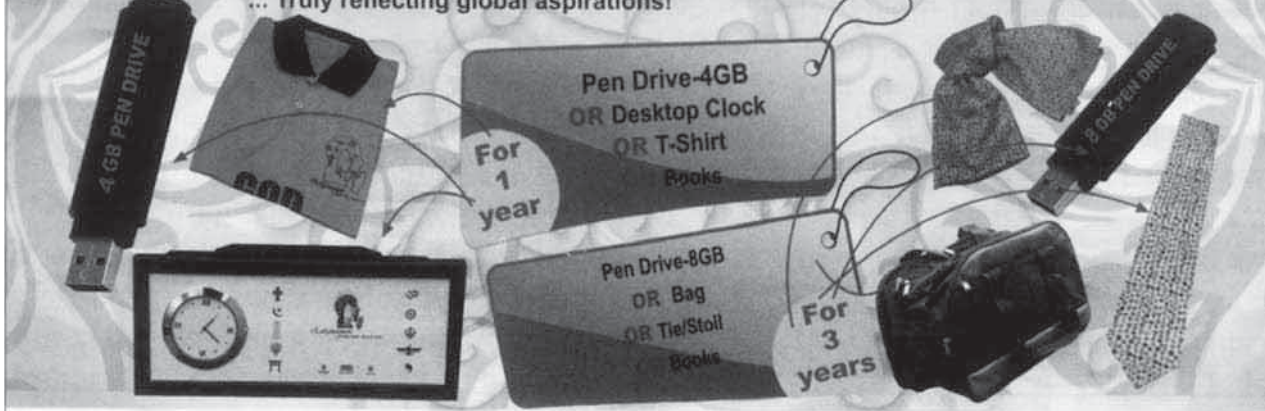 ... Truly reflecting global aspirations!
4 GB PEN DRIVE
Pen Drive-4GB
OR Desktop Clock
OR T-Shirt
Books
For
1
year
8 GB PEN DRIVE
Pen Drive-8GB
OR Bag
OR Tie/Stoll
Books
For
3
years